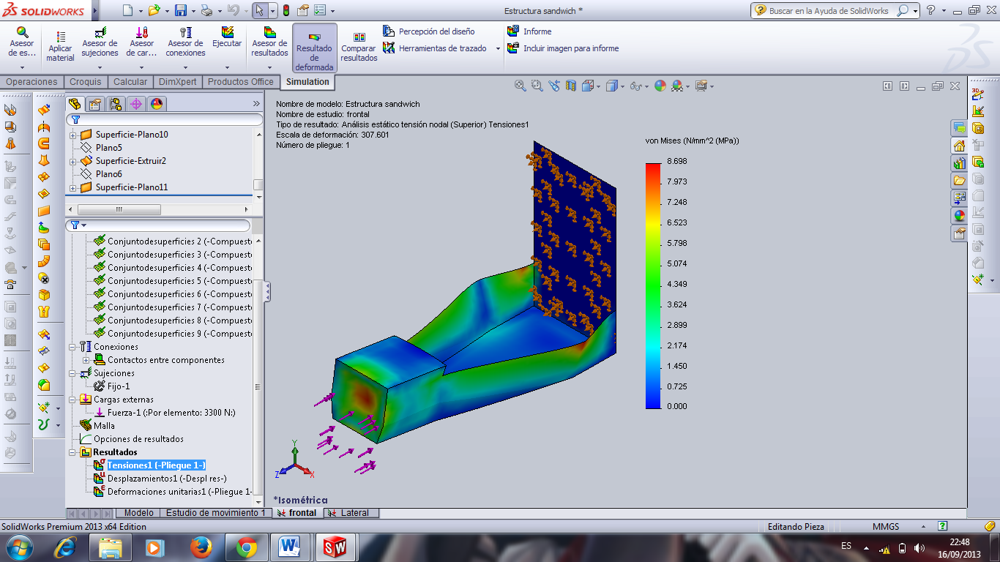 SOLIDWORKS
Estructura sandwich *
Buscar en la Ayuda de SolidWorks
Asesor de es...
Aplicar material
Asesor de sujeciones
Asesor de car...
Asesor de conexiones
Ejecutar
Asesor de resultados
Resultado de deformada
Comparar resultados
Percepción del diseño
Herramientas de trazado
Informe
Incluir imagen para informe
Operaciones
Croquis
Calcular
DimXpert
Productos Office
Simulation
Superficie-Plano10
Plano5
Superficie-Extruir2
Plano6
Superficie-Plano11
Conjuntodesuperficies 2 (-Compuest
Conjuntodesuperficies 3 (-Compuest
Conjuntodesuperficies 4 (-Compuest
Conjuntodesuperficies 5 (-Compuest
Conjuntodesuperficies 6 (-Compuest
Conjuntodesuperficies 7 (-Compuest
Conjuntodesuperficies 8 (-Compuest
Conjuntodesuperficies 9 (-Compuest
Conexiones
Contactos entre componentes
Sujeciones
Fijo-1
Cargas externas
Fuerza-1 (:Por elemento: 3300 N:)
Malla
Opciones de resultados
Resultados
Tensiones1 (-Pliegue 1-)
Desplazamientos1 (-Despl res-)
Deformaciones unitarias1 (-Pliegue 1-
Nombre de modelo: Estructura sandwich
Nombre de estudio: frontal
Tipo de resultado: Análisis estático tensión nodal (Superior) Tensiones1
Escala de deformación: 307.601
Número de pliegue: 1
von Mises (N/mm^2 (MPa))
8.698
7.973
7.248
6.523
5.798
5.074
4.349
3.624
2.899
2.174
1.450
0.725
0.000
Y
Z
X
*Isométrica
Modelo
Estudio de movimiento 1
frontal
Lateral
SolidWorks Premium 2013 x64 Edition
Editando Pieza
MMGS
ES
22:48
16/09/2013